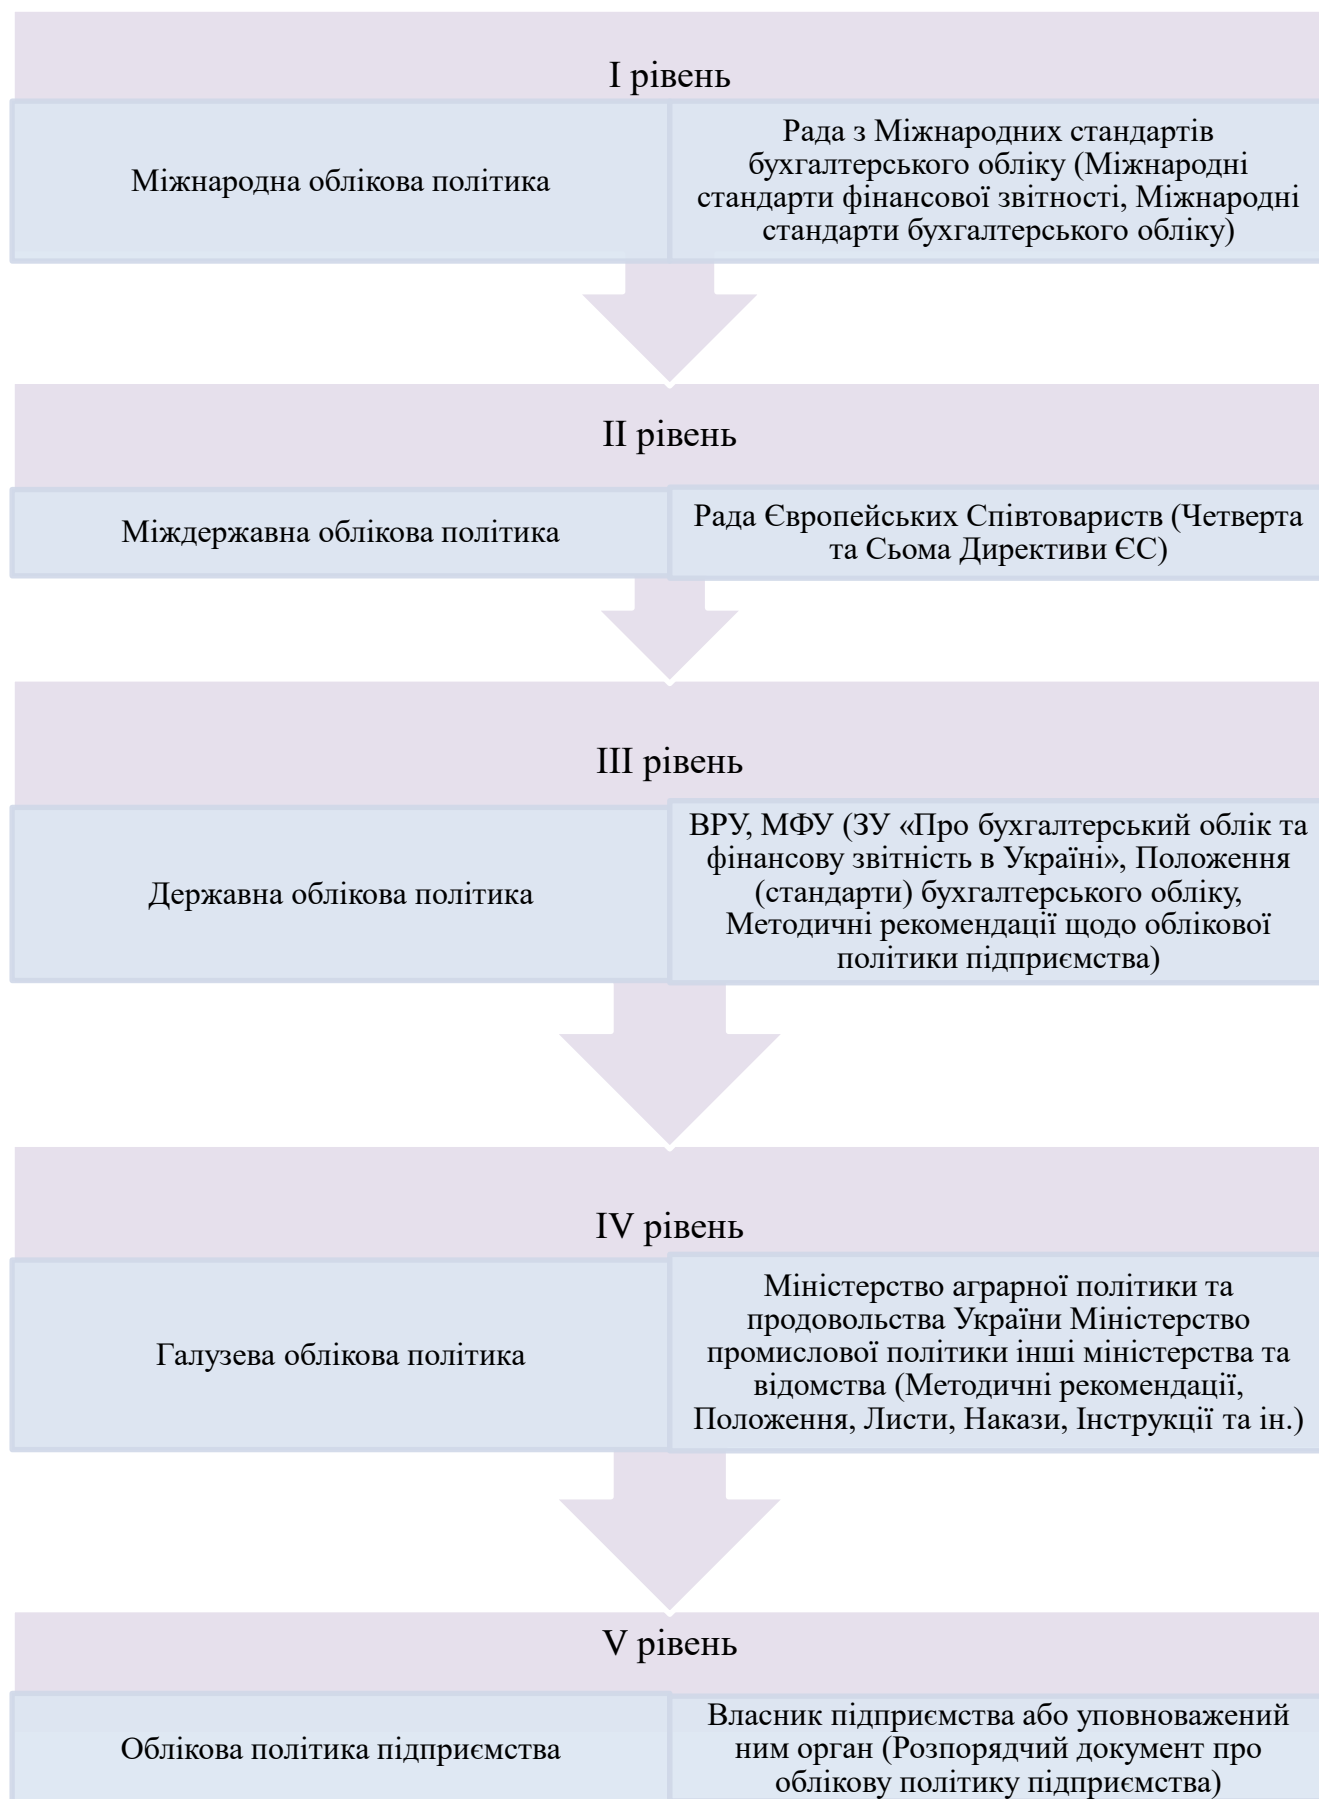 I рівень
Міжнародна облікова політика
Рада з Міжнародних стандартів
бухгалтерського обліку (Міжнародні
стандарти фінансової звітності, Міжнародні
стандарти бухгалтерського обліку)
II рівень
Міждержавна облікова політика
Рада Європейських Співтовариств (Четверта
та Сьома Директиви ЄС)
III рівень
Державна облікова політика
ВРУ, МФУ (ЗУ «Про бухгалтерський облік та
фінансову звітність в Україні», Положення
(стандарти) бухгалтерського обліку,
Методичні рекомендації щодо облікової
політики підприємства)
IV рівень
Галузева облікова політика
Міністерство аграрної політики та
продовольства України Міністерство
промислової політики інші міністерства та
відомства (Методичні рекомендації,
Положення, Листи, Накази, Інструкції та ін.)
V рівень
Облікова політика підприємства
Власник підприємства або уповноважений
ним орган (Розпорядчий документ про
облікову політику підприємства)